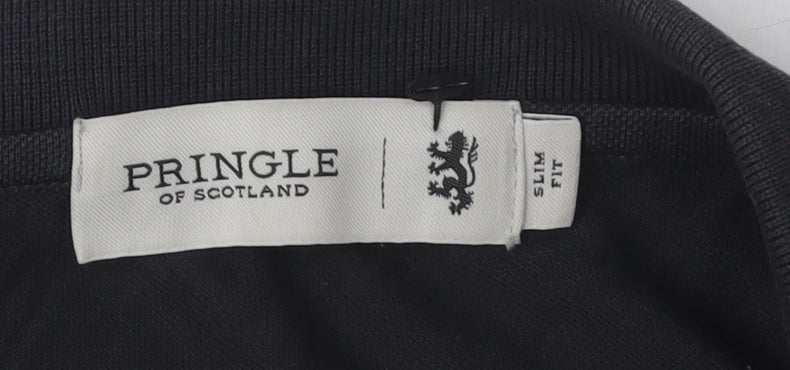 PRINGLE
OF SCOTLAND
SLIM
FIT